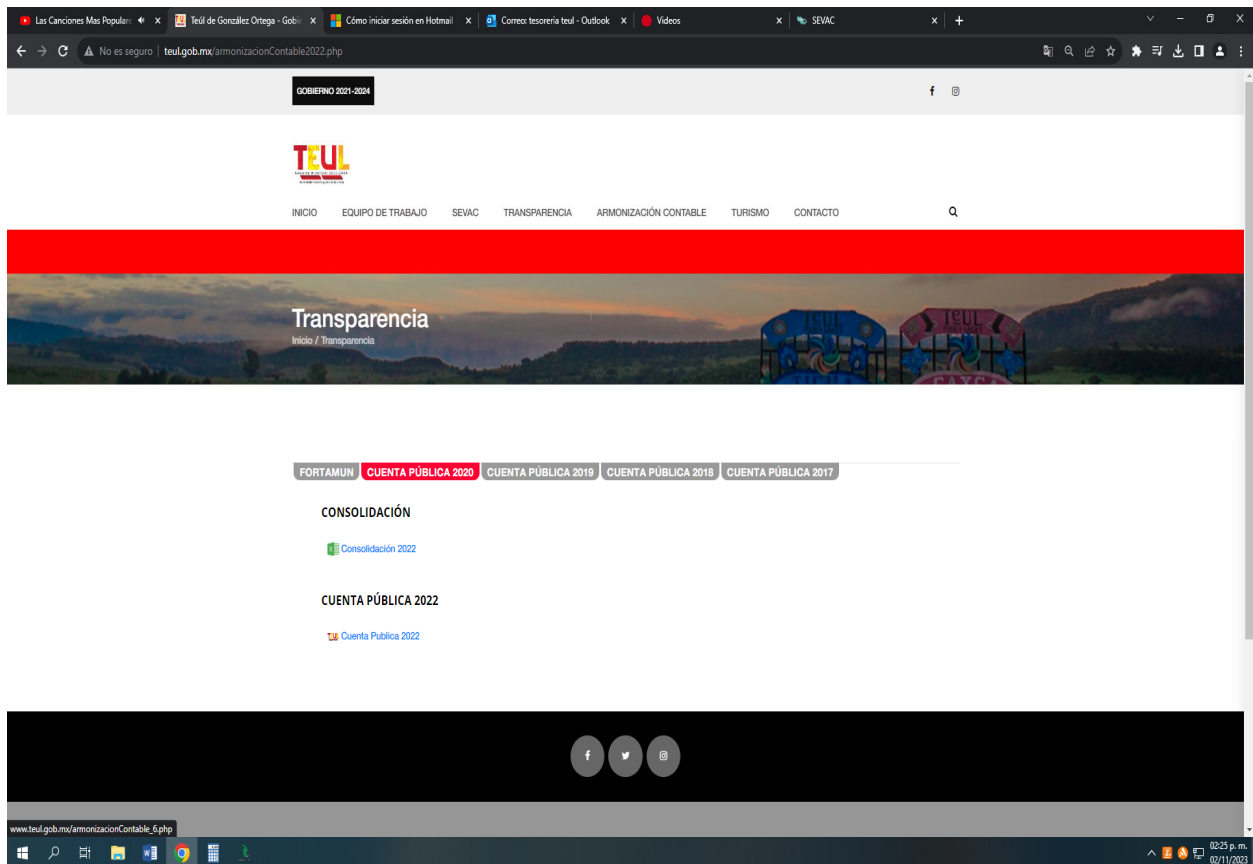 Las Canciones Mas Populare
Teúl de González Ortega - Gobi
Cómo iniciar sesión en Hotmail
Correo: tesoreria teul - Outlook
Videos
SEVAC
No es seguro | teul.gob.mx/armonizacionContable2022.php
GOBIERNO 2021-2024
TEUL
INICIO EQUIPO DE TRABAJO SEVAC TRANSPARENCIA ARMONIZACIÓN CONTABLE TURISMO CONTACTO
Transparencia
Inicio / Transparencia
TEUL
TEUL
FORTAMUN CUENTA PÚBLICA 2020 CUENTA PÚBLICA 2019 CUENTA PÚBLICA 2018 CUENTA PÚBLICA 2017
CONSOLIDACIÓN
Consolidación 2022
CUENTA PÚBLICA 2022
Cuenta Publica 2022
www.teul.gob.mx/armonizacionContable_6.php
02:25 p. m.
02/11/2023